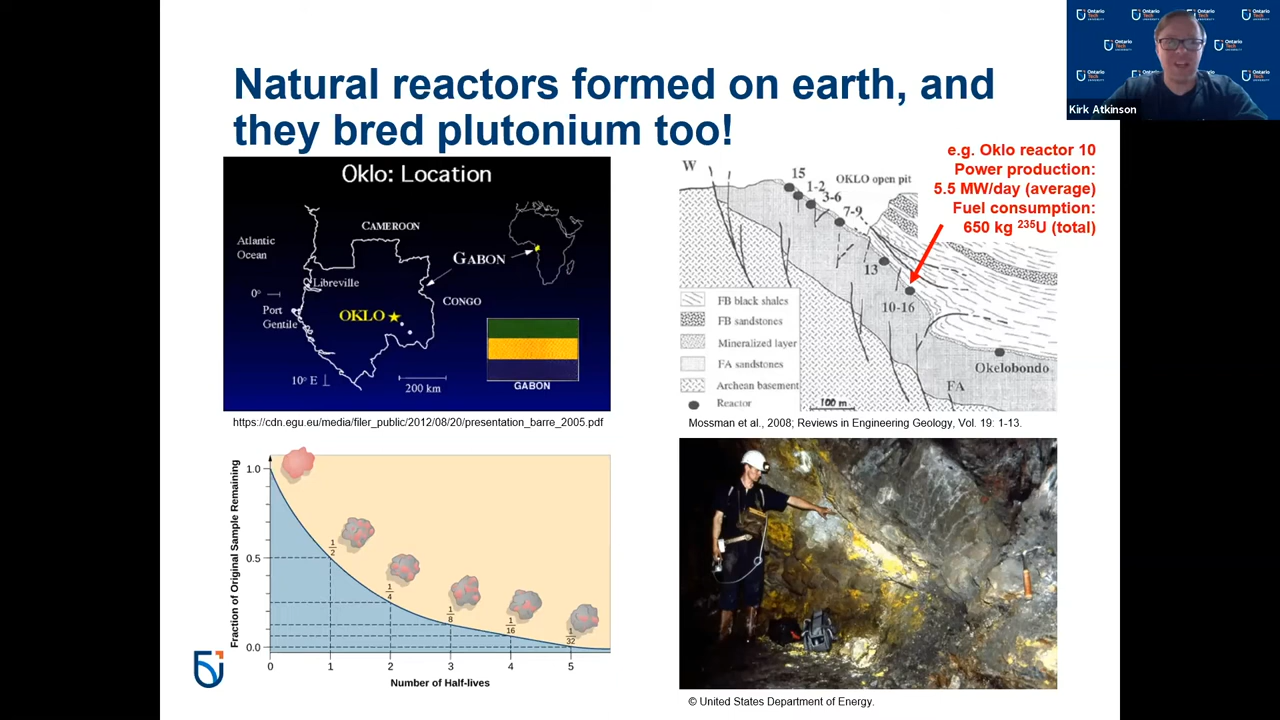 Natural reactors formed on earth, and
they bred plutonium too!
Kirk Atkinson
Oklo: Location
CAMEROON
Atlantic
Ocean
GABON
Libreville
0°
CONGO
Port
Gentile
OKLO
10° E
200 km
GABON
https://cdn.egu.eu/media/filer_public/2012/08/20/presentation_barre_2005.pdf
e.g. Oklo reactor 10
Power production:
5.5 MW/day (average)
Fuel consumption:
650 kg ²³⁵U (total)
W
15
OKLO open pit
1-2
3-6
7-9
13
10-16
FB black shales
FB sandstones
Mineralized layer
FA sandstones
Archean basement
Reactor
100 m
Okelobondo
FA
Mossman et al., 2008; Reviews in Engineering Geology, Vol. 19: 1-13.
Fraction of Original Sample Remaining
1.0
0.5
0.0
1/2
1/4
1/8
1/16
1/32
0 1 2 3 4 5
Number of Half-lives
© United States Department of Energy.